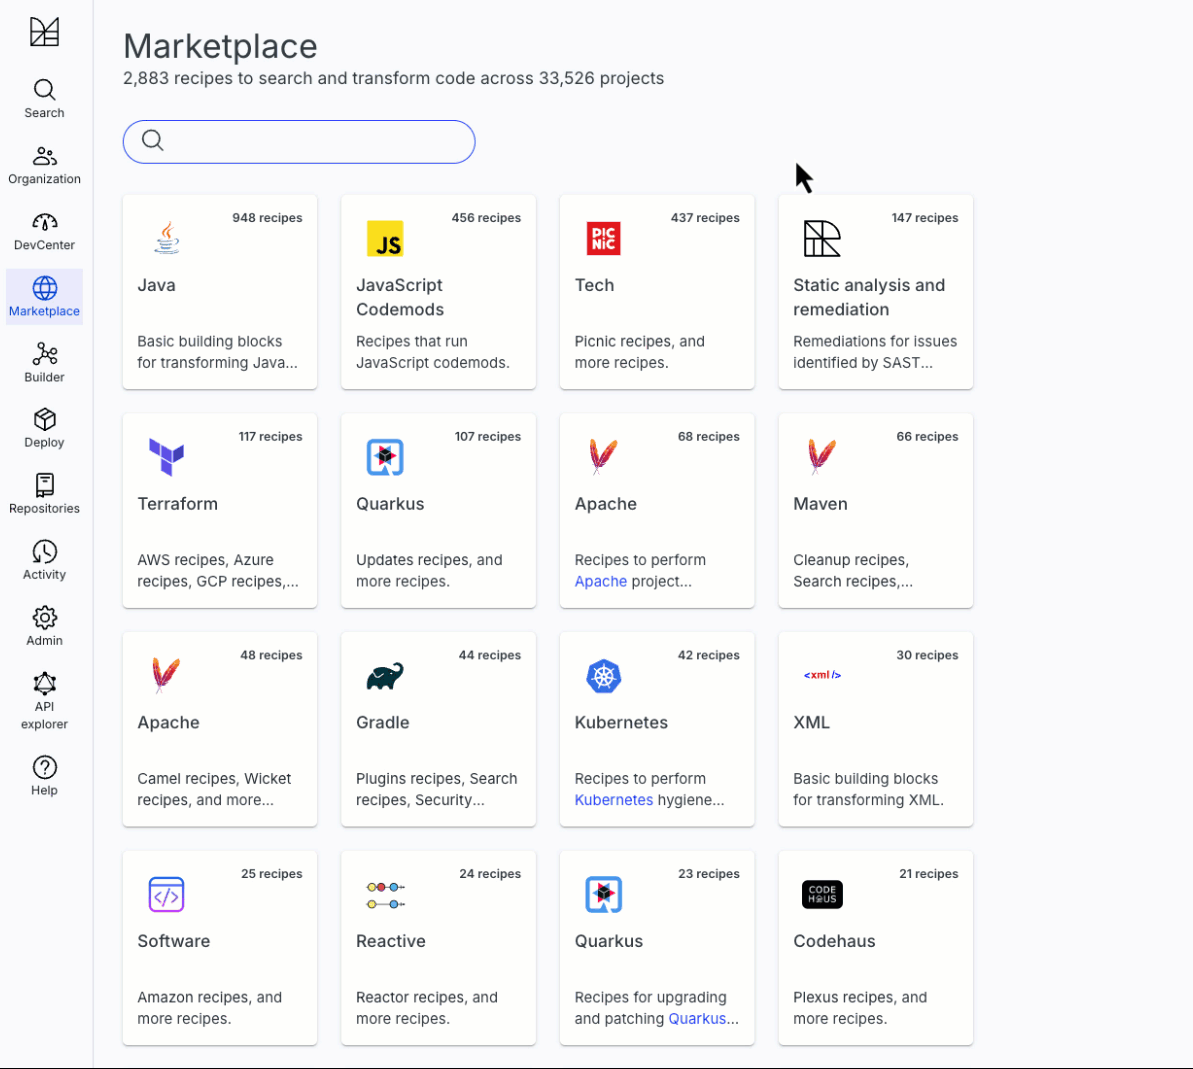 Marketplace
2,883 recipes to search and transform code across 33,526 projects
Search
Organization
DevCenter
Marketplace
Builder
Deploy
Repositories
Activity
Admin
API
explorer
Help
948 recipes
Java
Basic building blocks
for transforming Java...
456 recipes
JS
JavaScript
Codemods
Recipes that run
JavaScript codemods.
437 recipes
PIC
NIC
Tech
Picnic recipes, and
more recipes.
147 recipes
Static analysis and
remediation
Remediations for issues
identified by SAST...
117 recipes
Terraform
AWS recipes, Azure
recipes, GCP recipes,...
107 recipes
Quarkus
Updates recipes, and
more recipes.
68 recipes
Apache
Recipes to perform
Apache project...
66 recipes
Maven
Cleanup recipes,
Search recipes,...
48 recipes
Apache
Camel recipes, Wicket
recipes, and more...
44 recipes
Gradle
Plugins recipes, Search
recipes, Security...
42 recipes
Kubernetes
Recipes to perform
Kubernetes hygiene...
30 recipes
<xml/>
XML
Basic building blocks
for transforming XML.
25 recipes
</>
Software
Amazon recipes, and
more recipes.
24 recipes
Reactive
Reactor recipes, and
more recipes.
23 recipes
Quarkus
Recipes for upgrading
and patching Quarkus...
21 recipes
CODE
HAUS
Codehaus
Plexus recipes, and
more recipes.